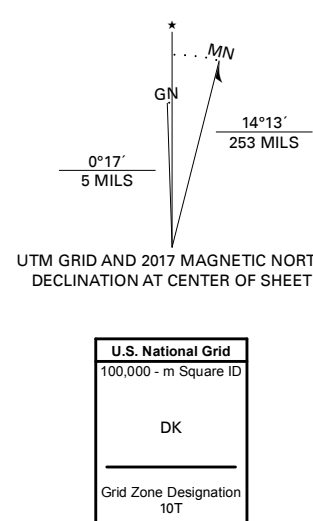 ★
MN
GN
14°13´
253 MILS
0°17´
5 MILS
UTM GRID AND 2017 MAGNETIC NORT
DECLINATION AT CENTER OF SHEET
U.S. National Grid
100,000 - m Square ID
DK
Grid Zone Designation
10T